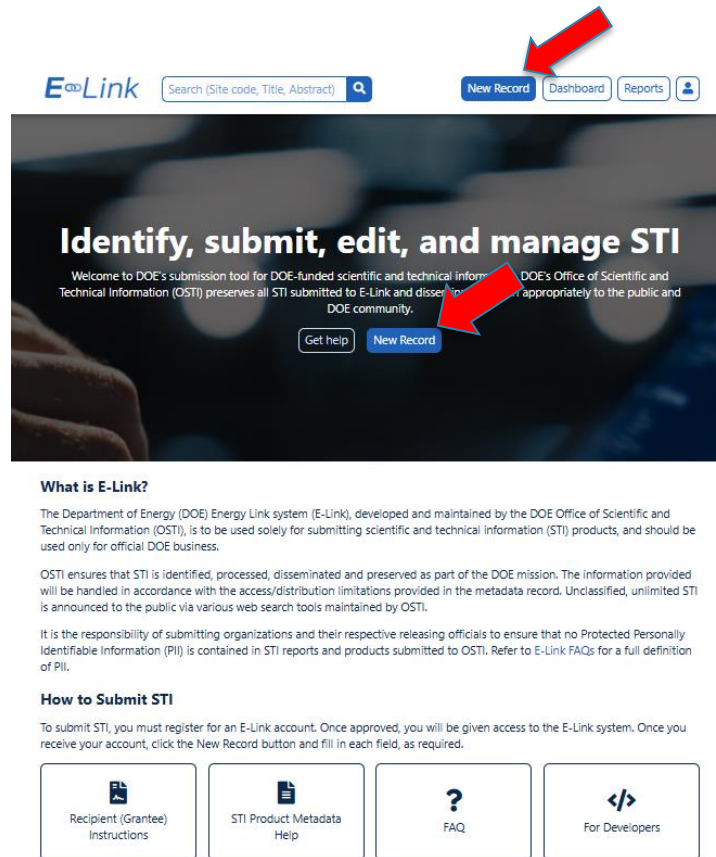 E Link
Search (Site code, Title, Abstract)
New Record
Dashboard
Reports
Identify, submit, edit, and manage STI
Welcome to DOE's submission tool for DOE-funded scientific and technical DOE's Office of Scientific and
Technical Information (OSTI) preserves all STI submitted to E-Link and appropriately to the public and
DOE community.
Get help
New Record
What is E-Link?
The Department of Energy (DOE) Energy Link system (E-Link), developed and maintained by the DOE Office of Scientific and
Technical Information (OSTI), is to be used solely for submitting scientific and technical information (STI) products, and should be
used only for official DOE business.
OSTI ensures that STI is identified, processed, disseminated and preserved as part of the DOE mission. The information provided
will be handled in accordance with the access/distribution limitations provided in the metadata record. Unclassified, unlimited STI
is announced to the public via various web search tools maintained by OSTI.
It is the responsibility of submitting organizations and their respective releasing officials to ensure that no Protected Personally
Identifiable Information (PII) is contained in STI reports and products submitted to OSTI. Refer to E-Link FAQs for a full definition
of PII.
How to Submit STI
To submit STI, you must register for an E-Link account. Once approved, you will be given access to the E-Link system. Once you
receive your account, click the New Record button and fill in each field, as required.
Recipient (Grantee)
Instructions
STI Product Metadata
Help
?
FAQ
</>
For Developers